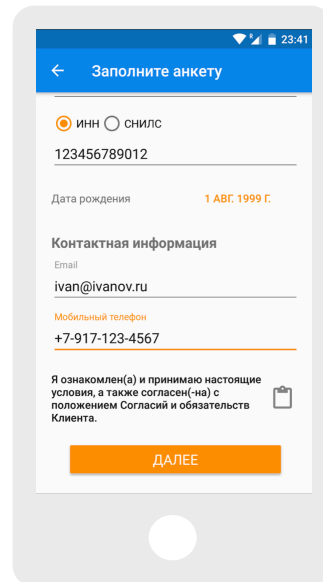 23:41
Заполните анкету
ИНН СНИЛС
123456789012
Дата рождения 1 АВГ. 1999 Г.
Контактная информация
Email
ivan@ivanov.ru
Мобильный телефон
+7-917-123-4567
Я ознакомлен(а) и принимаю настоящие
условия, а также согласен(-на) с
положением Согласий и обязательств
Клиента.
ДАЛЕЕ